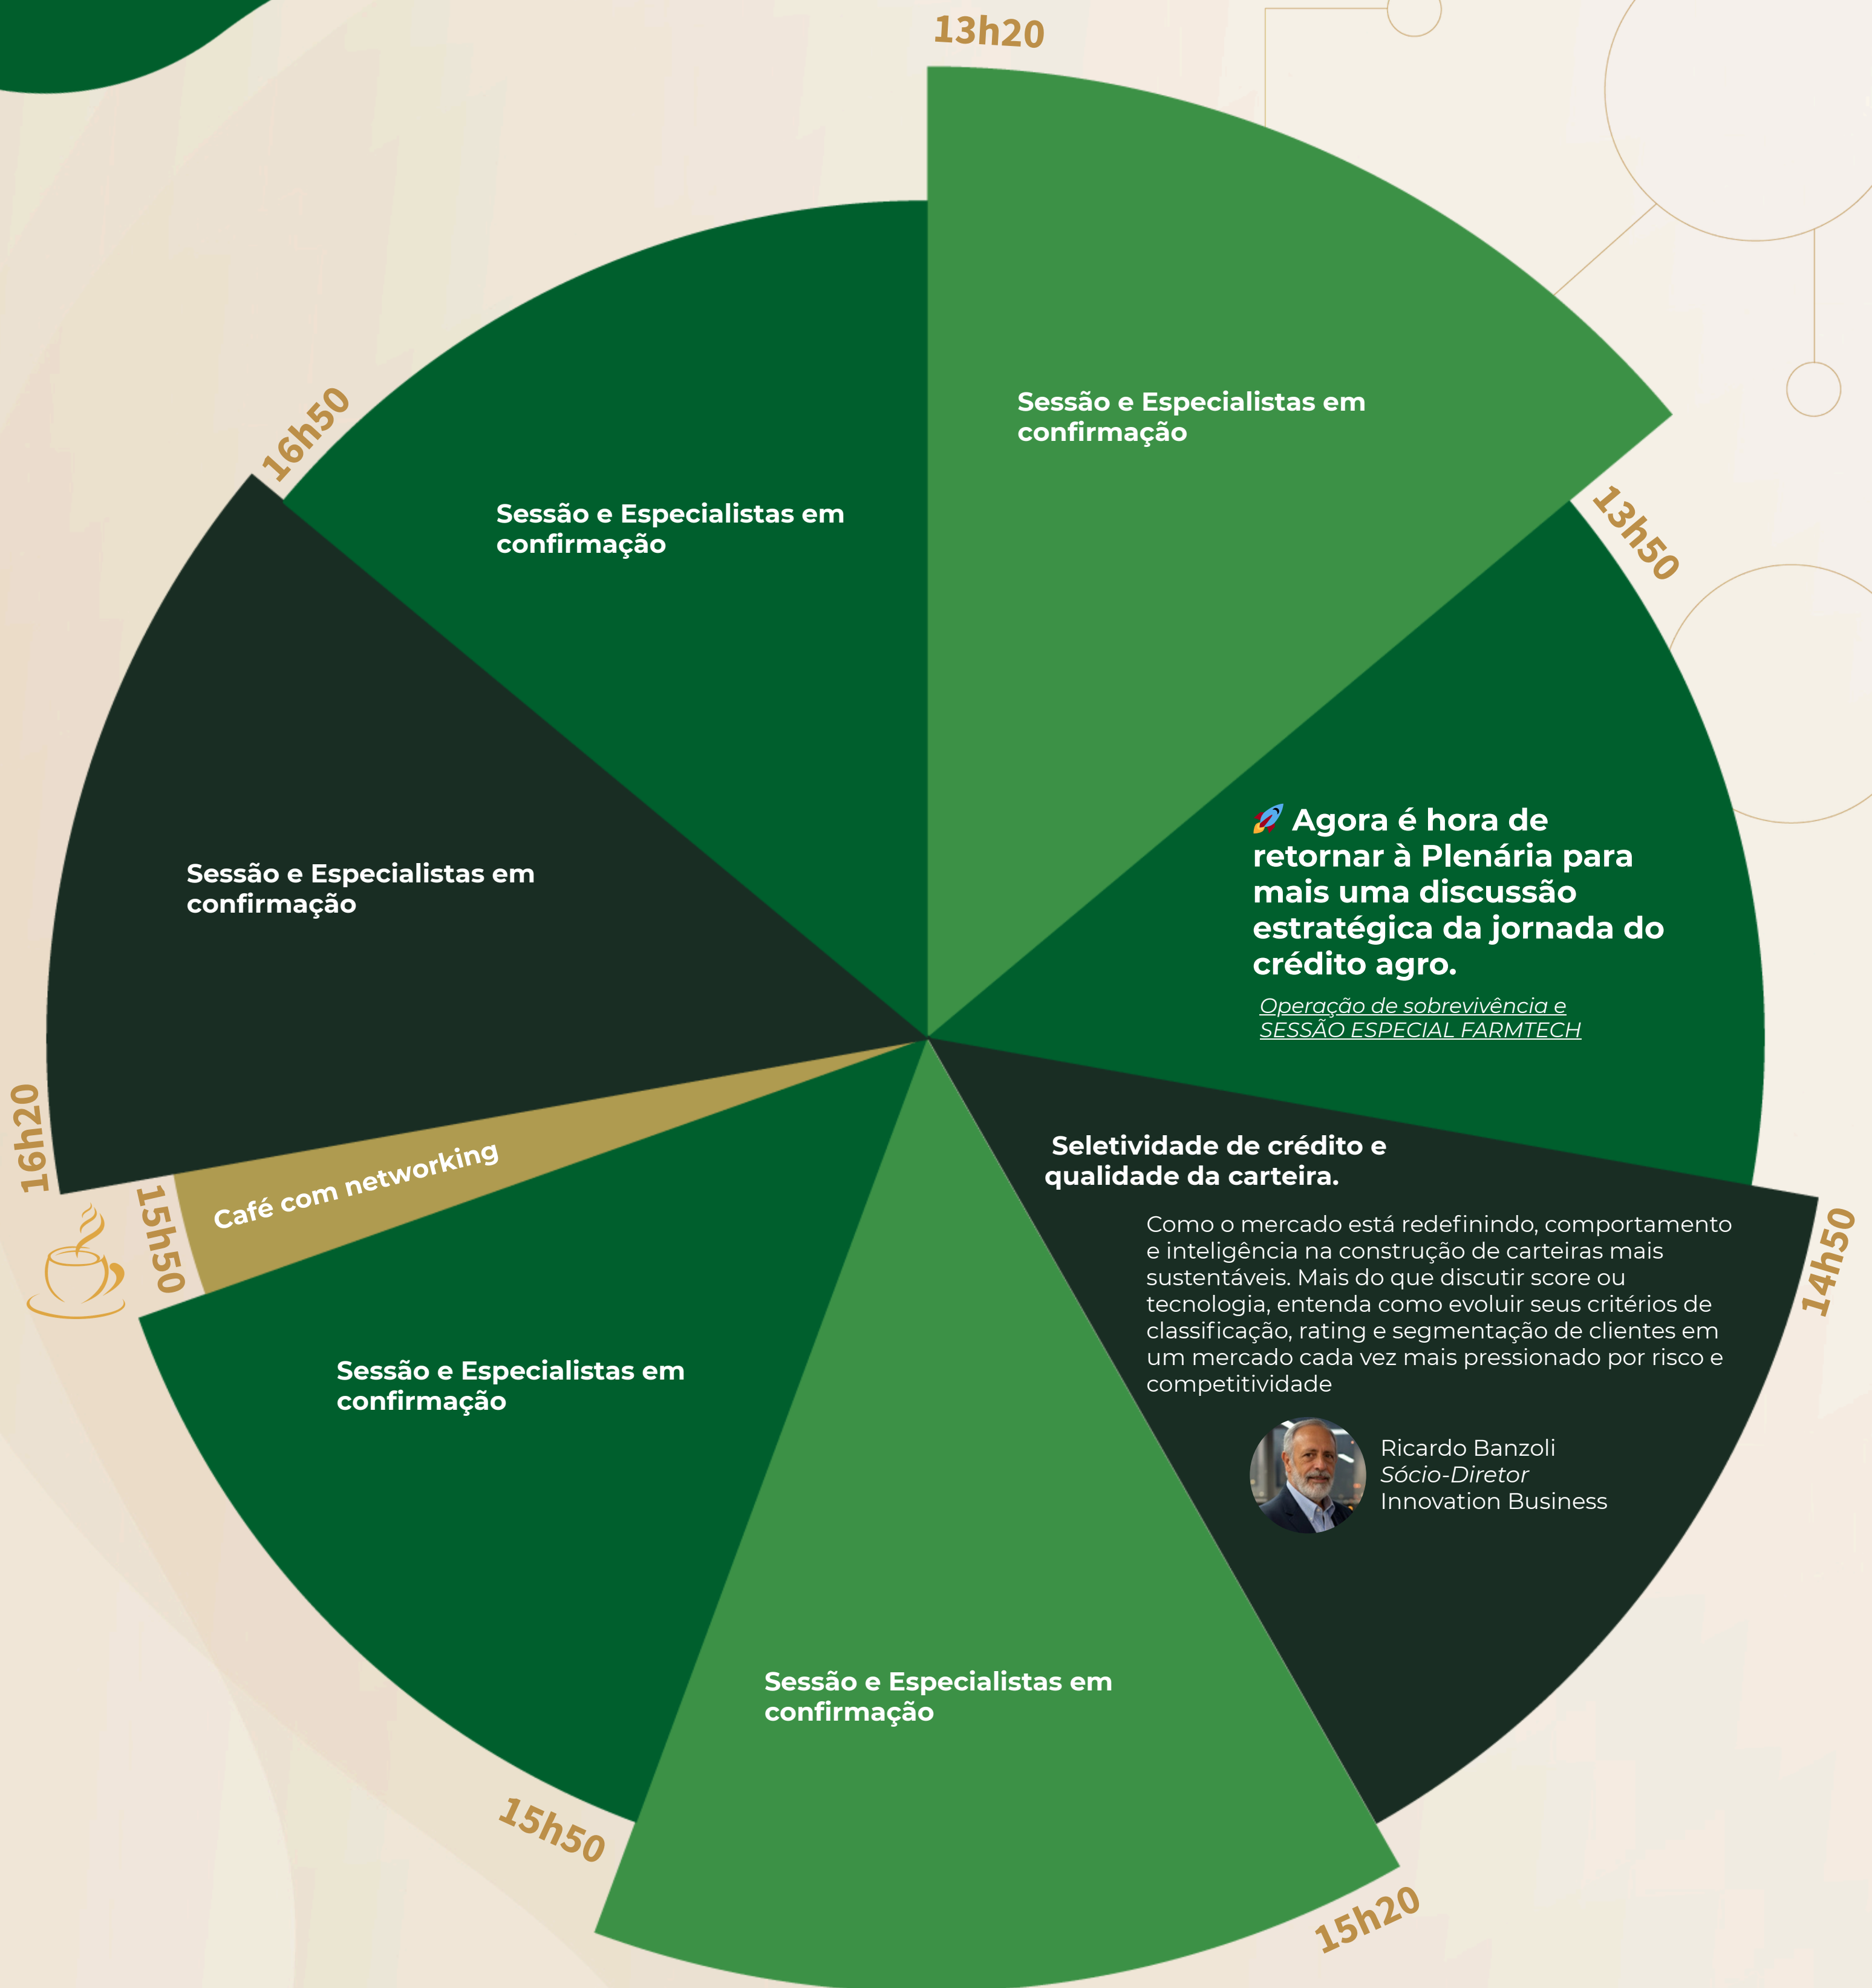 13h20
Sessão e Especialistas em
confirmação
13h50
🚀 Agora é hora de
retornar à Plenária para
mais uma discussão
estratégica da jornada do
crédito agro.
Operação de sobrevivência e
SESSÃO ESPECIAL FARMTECH
14h50
Seletividade de crédito e
qualidade da carteira.
Como o mercado está redefinindo, comportamento
e inteligência na construção de carteiras mais
sustentáveis. Mais do que discutir score ou
tecnologia, entenda como evoluir seus critérios de
classificação, rating e segmentação de clientes em
um mercado cada vez mais pressionado por risco e
competitividade
Ricardo Banzoli
Sócio-Diretor
Innovation Business
15h20
Sessão e Especialistas em
confirmação
15h50
Sessão e Especialistas em
confirmação
15h50
Café com networking
16h20
Sessão e Especialistas em
confirmação
16h50
Sessão e Especialistas em
confirmação